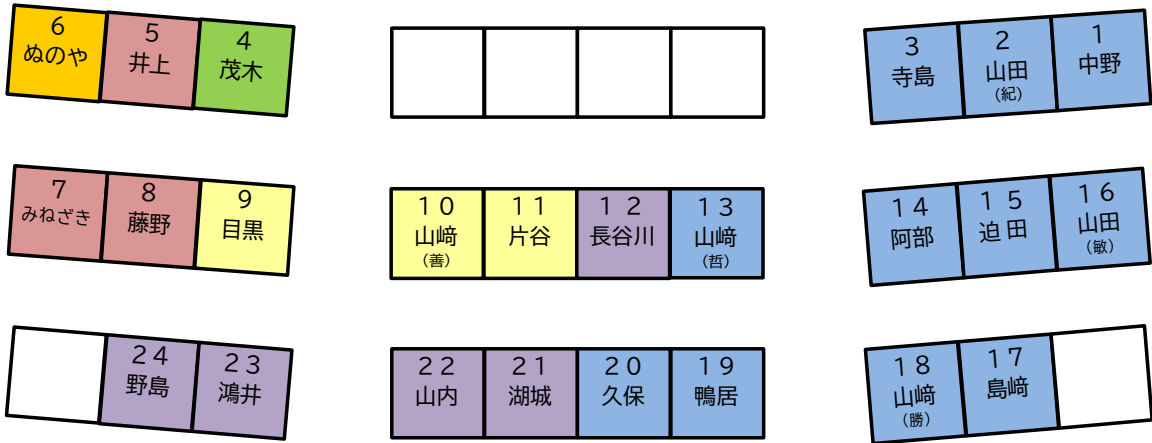 6
ぬのや
5
井上
4
茂木
3
寺島
2
山田
(紀)
1
中野
7
みねざき
8
藤野
9
目黒
10
山﨑
(善)
11
片谷
12
長谷川
13
山﨑
(哲)
14
阿部
15
迫田
16
山田
(敏)
24
野島
23
鴻井
22
山内
21
湖城
20
久保
19
鴨居
18
山﨑
(勝)
17
島﨑